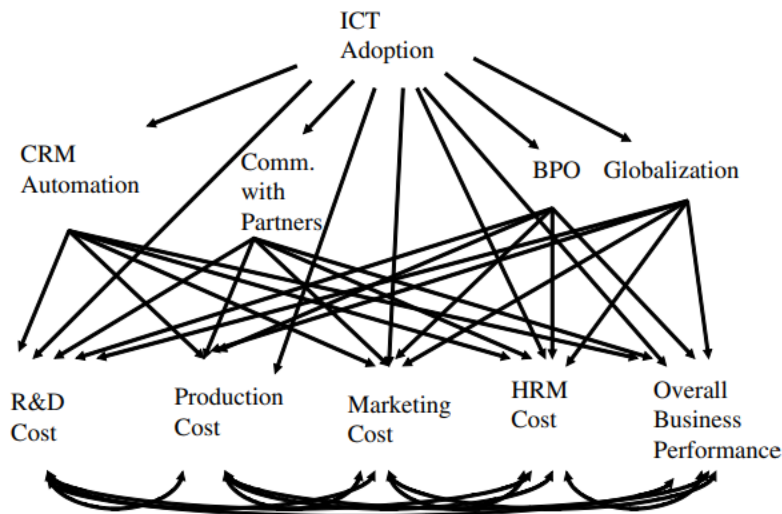 ICT
Adoption
CRM
Automation
Comm.
with
Partners
BPO
Globalization
R&D
Cost
Production
Cost
Marketing
Cost
HRM
Cost
Overall
Business
Performance